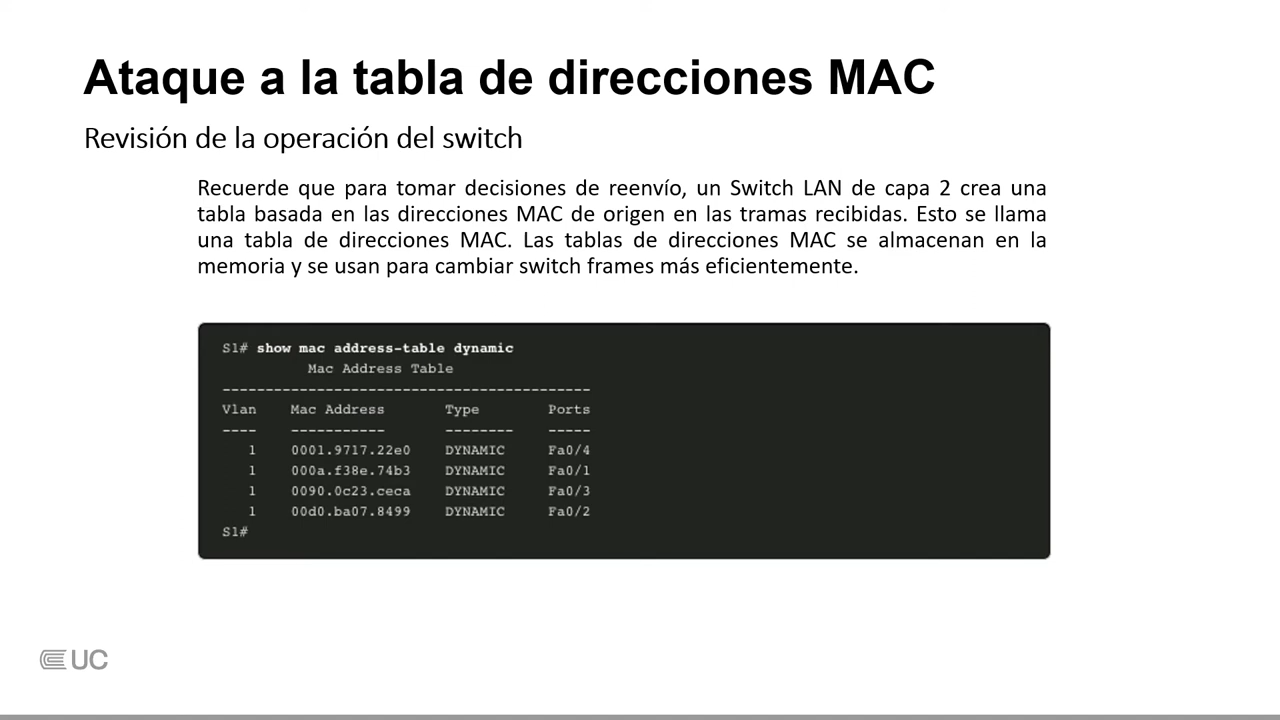 Ataque a la tabla de direcciones MAC
Revisión de la operación del switch
Recuerde que para tomar decisiones de reenvío, un Switch LAN de capa 2 crea una
tabla basada en las direcciones MAC de origen en las tramas recibidas. Esto se llama
una tabla de direcciones MAC. Las tablas de direcciones MAC se almacenan en la
memoria y se usan para cambiar switch frames más eficientemente.
S1# show mac address-table dynamic
Mac Address Table
-------------------------------------------
Vlan Mac Address Type Ports
---- ----------- -------- -----
1 0001.9717.22e0 DYNAMIC Fa0/4
1 000a.f38e.74b3 DYNAMIC Fa0/1
1 0090.0c23.ceca DYNAMIC Fa0/3
1 00d0.ba07.8499 DYNAMIC Fa0/2
S1#
UC